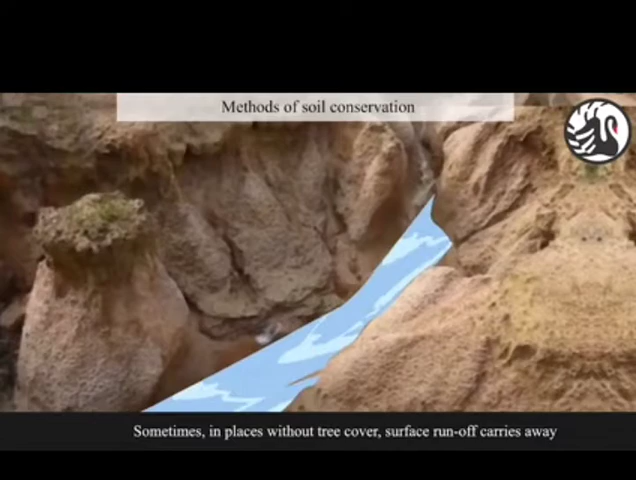 Methods of soil conservation
Sometimes, in places without tree cover, surface run-off carries away